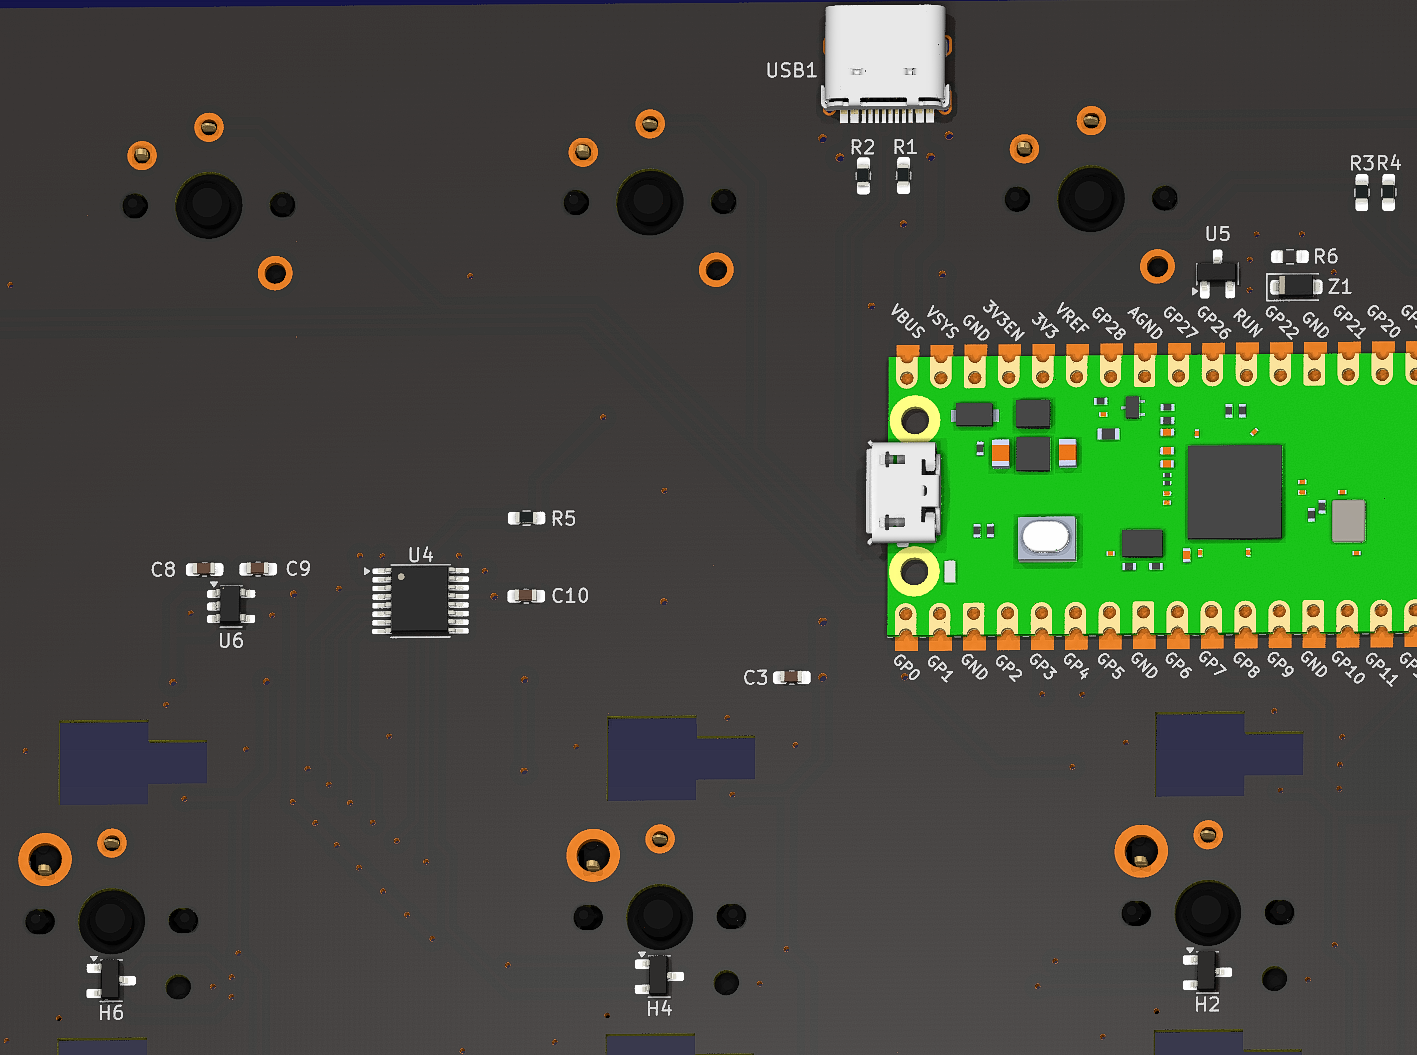 USB1
R2 R1
R3R4
U5
R6
Z1
VBUS VSYS GND 3V3EN 3V3 VREF GP28 AGND GP27 GP26 RUN GP22 GND GP21 GP20
R5
U4
C8 C9
C10
U6
GP0 GP1 GND GP2 GP3 GP4 GP5 GND GP6 GP7 GP8 GP9 GND GP10 GP11
C3
H6 H4 H2